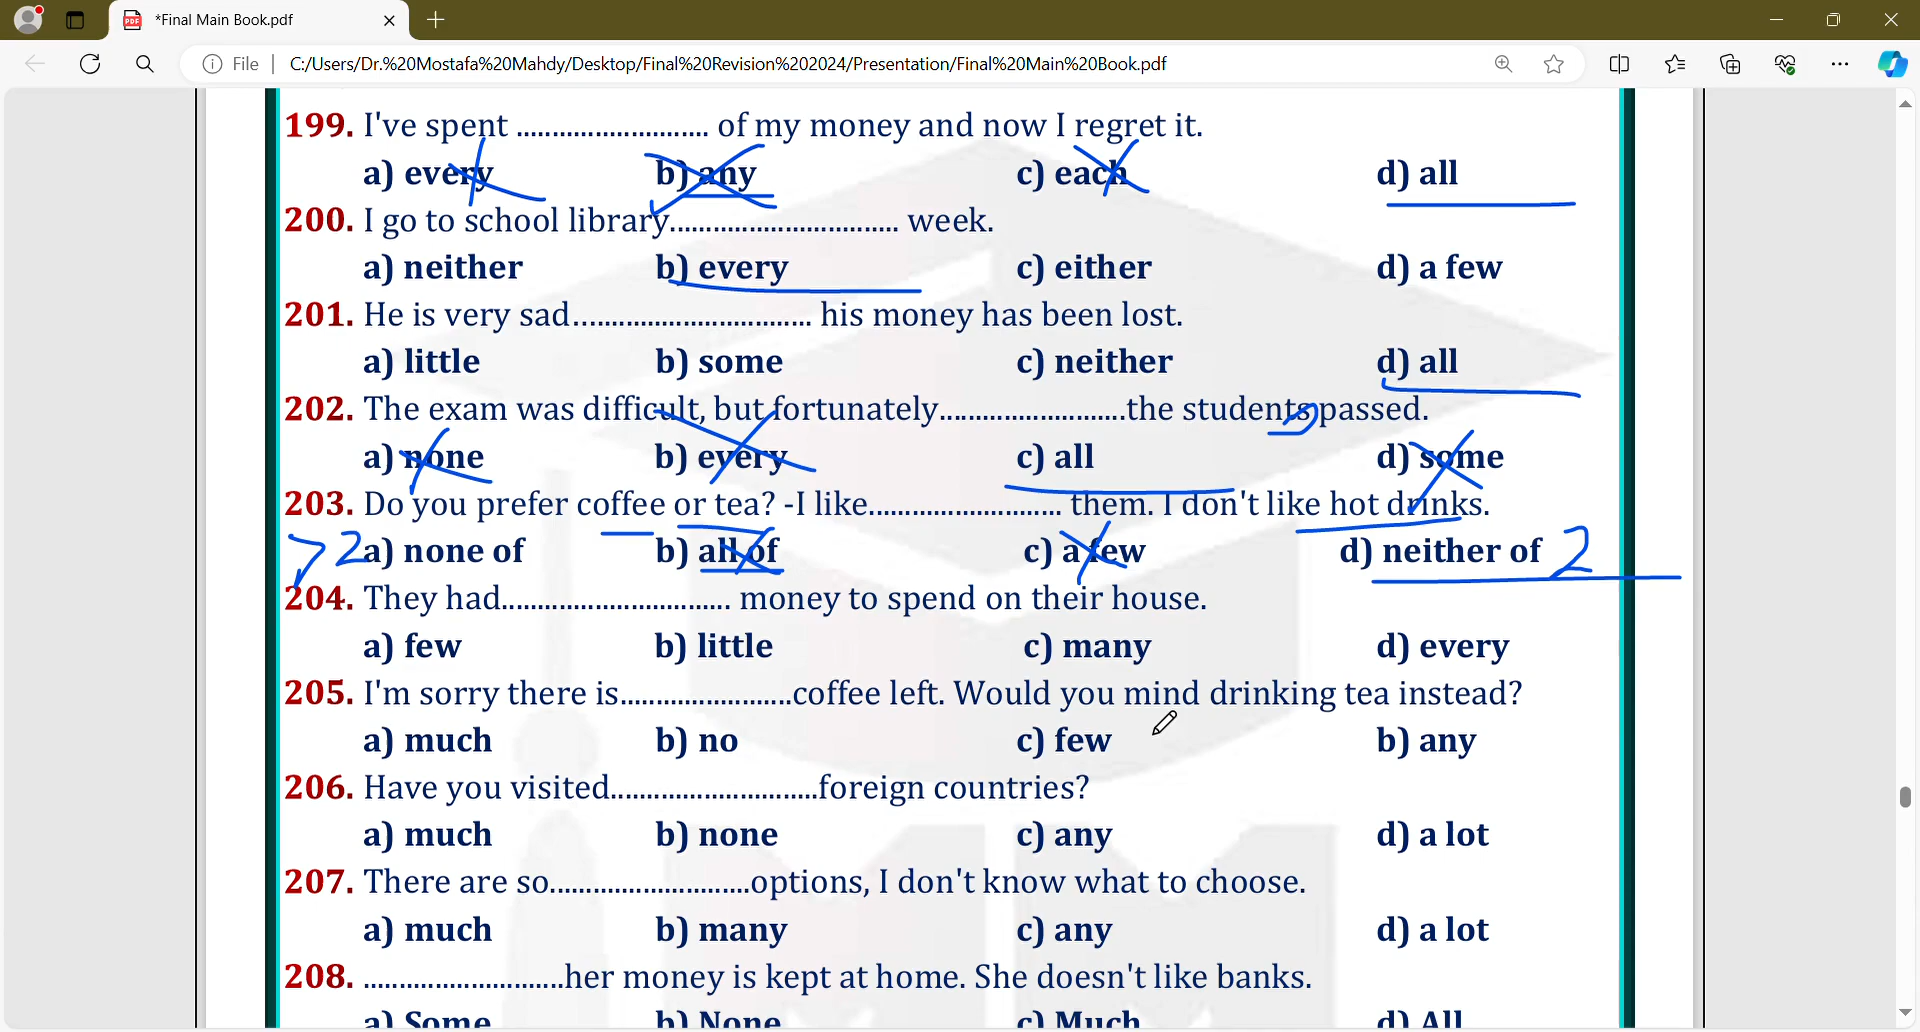 *Final Main Book.pdf
File | C:/Users/Dr.%20Mostafa%20Mahdy/Desktop/Final%20Revision%202024/Presentation/Final%20Main%20Book.pdf
199. I've spent ........................... of my money and now I regret it.
a) every b) any c) each d) all
200. I go to school library................................ week.
a) neither b) every c) either d) a few
201. He is very sad.................................. his money has been lost.
a) little b) some c) neither d) all
202. The exam was difficult, but fortunately..........................the students passed.
a) none b) every c) all d) some
203. Do you prefer coffee or tea? -I like........................... them. I don't like hot drinks.
72 a) none of b) all of c) a few d) neither of 2
204. They had................................ money to spend on their house.
a) few b) little c) many d) every
205. I'm sorry there is........................coffee left. Would you mind drinking tea instead?
a) much b) no c) few b) any
206. Have you visited.............................foreign countries?
a) much b) none c) any d) a lot
207. There are so............................options, I don't know what to choose.
a) much b) many c) any d) a lot
208. ............................her money is kept at home. She doesn't like banks.
a) Some b) None c) Much d) All